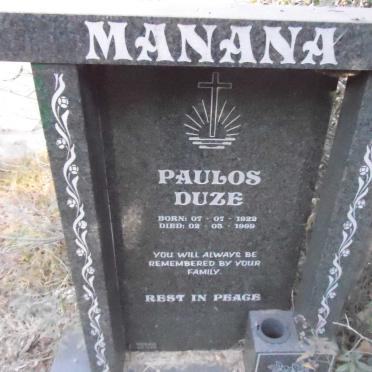 MANANA
PAULOS
DUZE
BORN: 07 - 07 - 1922
DIED: 02 - 05 - 1999
YOU WILL ALWAYS BE
REMEMBERED BY YOUR
FAMILY.
REST IN PEACE